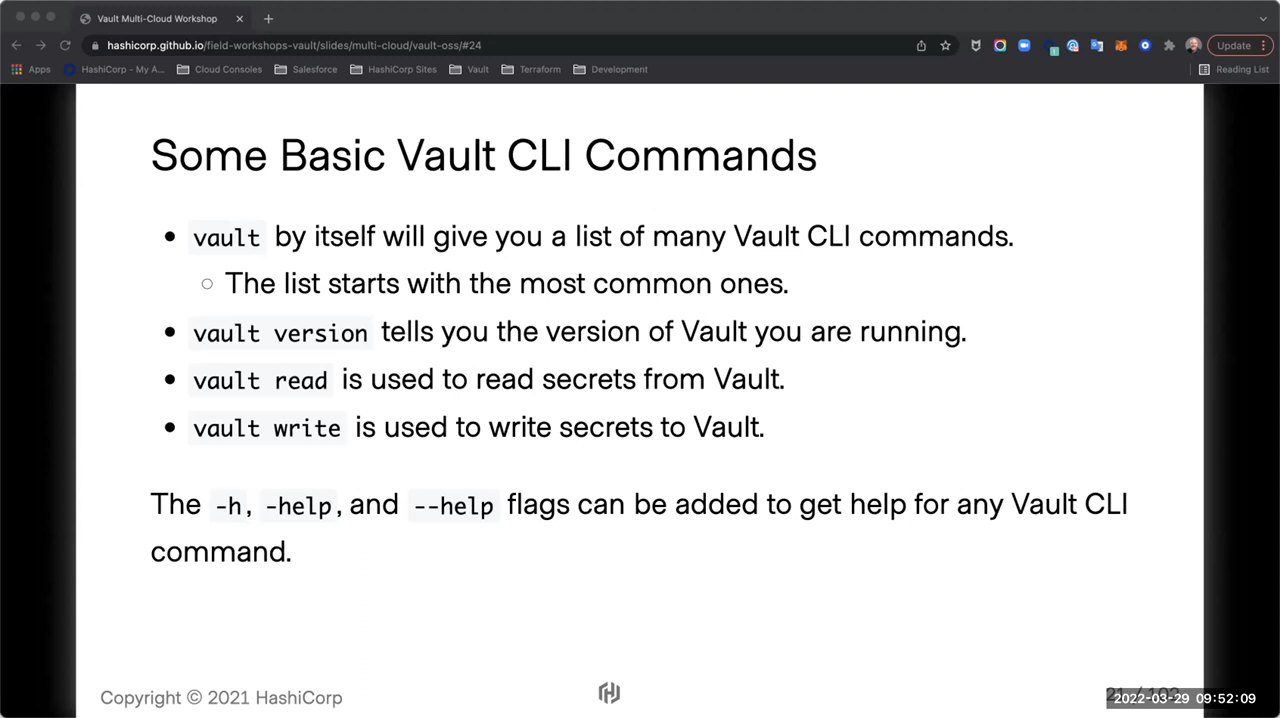 Vault Multi-Cloud Workshop
hashicorp.github.io/field-workshops-vault/slides/multi-cloud/vault-oss/#24
Update
Apps
HashiCorp - My A...
Cloud Consoles
Salesforce
HashiCorp Sites
Vault
Terraform
Development
Reading List
Some Basic Vault CLI Commands
vault by itself will give you a list of many Vault CLI commands.
The list starts with the most common ones.
vault version tells you the version of Vault you are running.
vault read is used to read secrets from Vault.
vault write is used to write secrets to Vault.
The -h, -help, and --help flags can be added to get help for any Vault CLI
command.
Copyright © 2021 HashiCorp
2022-03-29 09:52:09